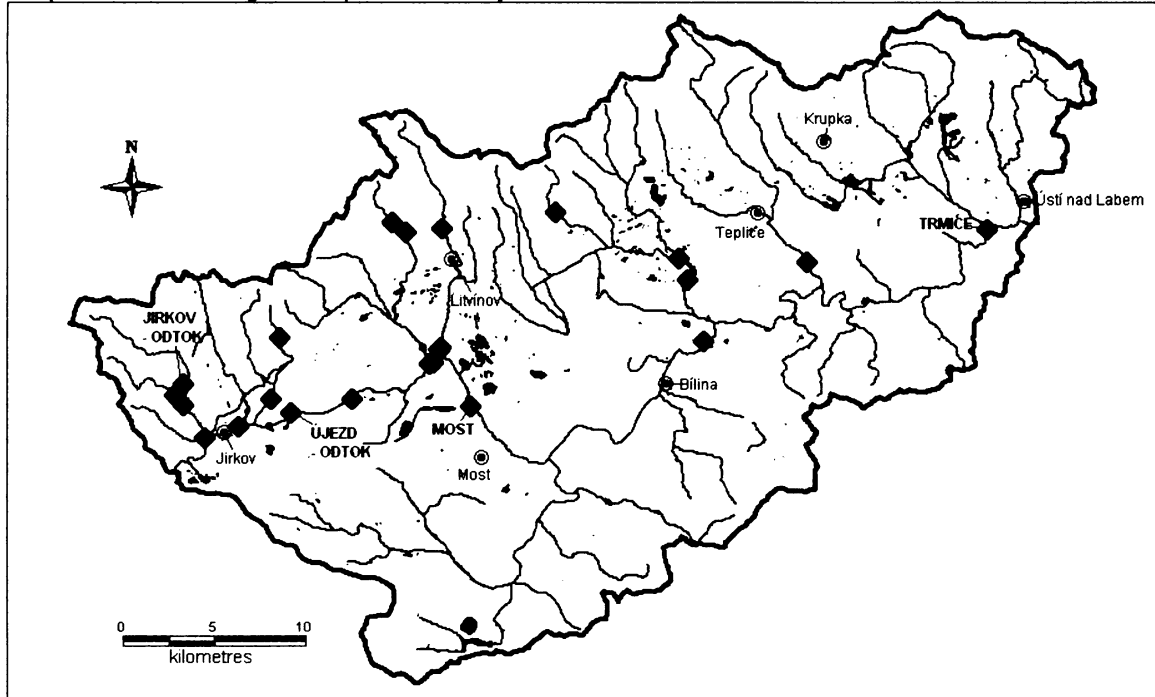 N
Krupka
Ústí nad Labem
Teplice
TRMICE
Litvínov
JIRKOV
ODTOK
Bílina
ÚJEZD
ODTOK
MOST
Jirkov
Most
0 5 10
kilometres